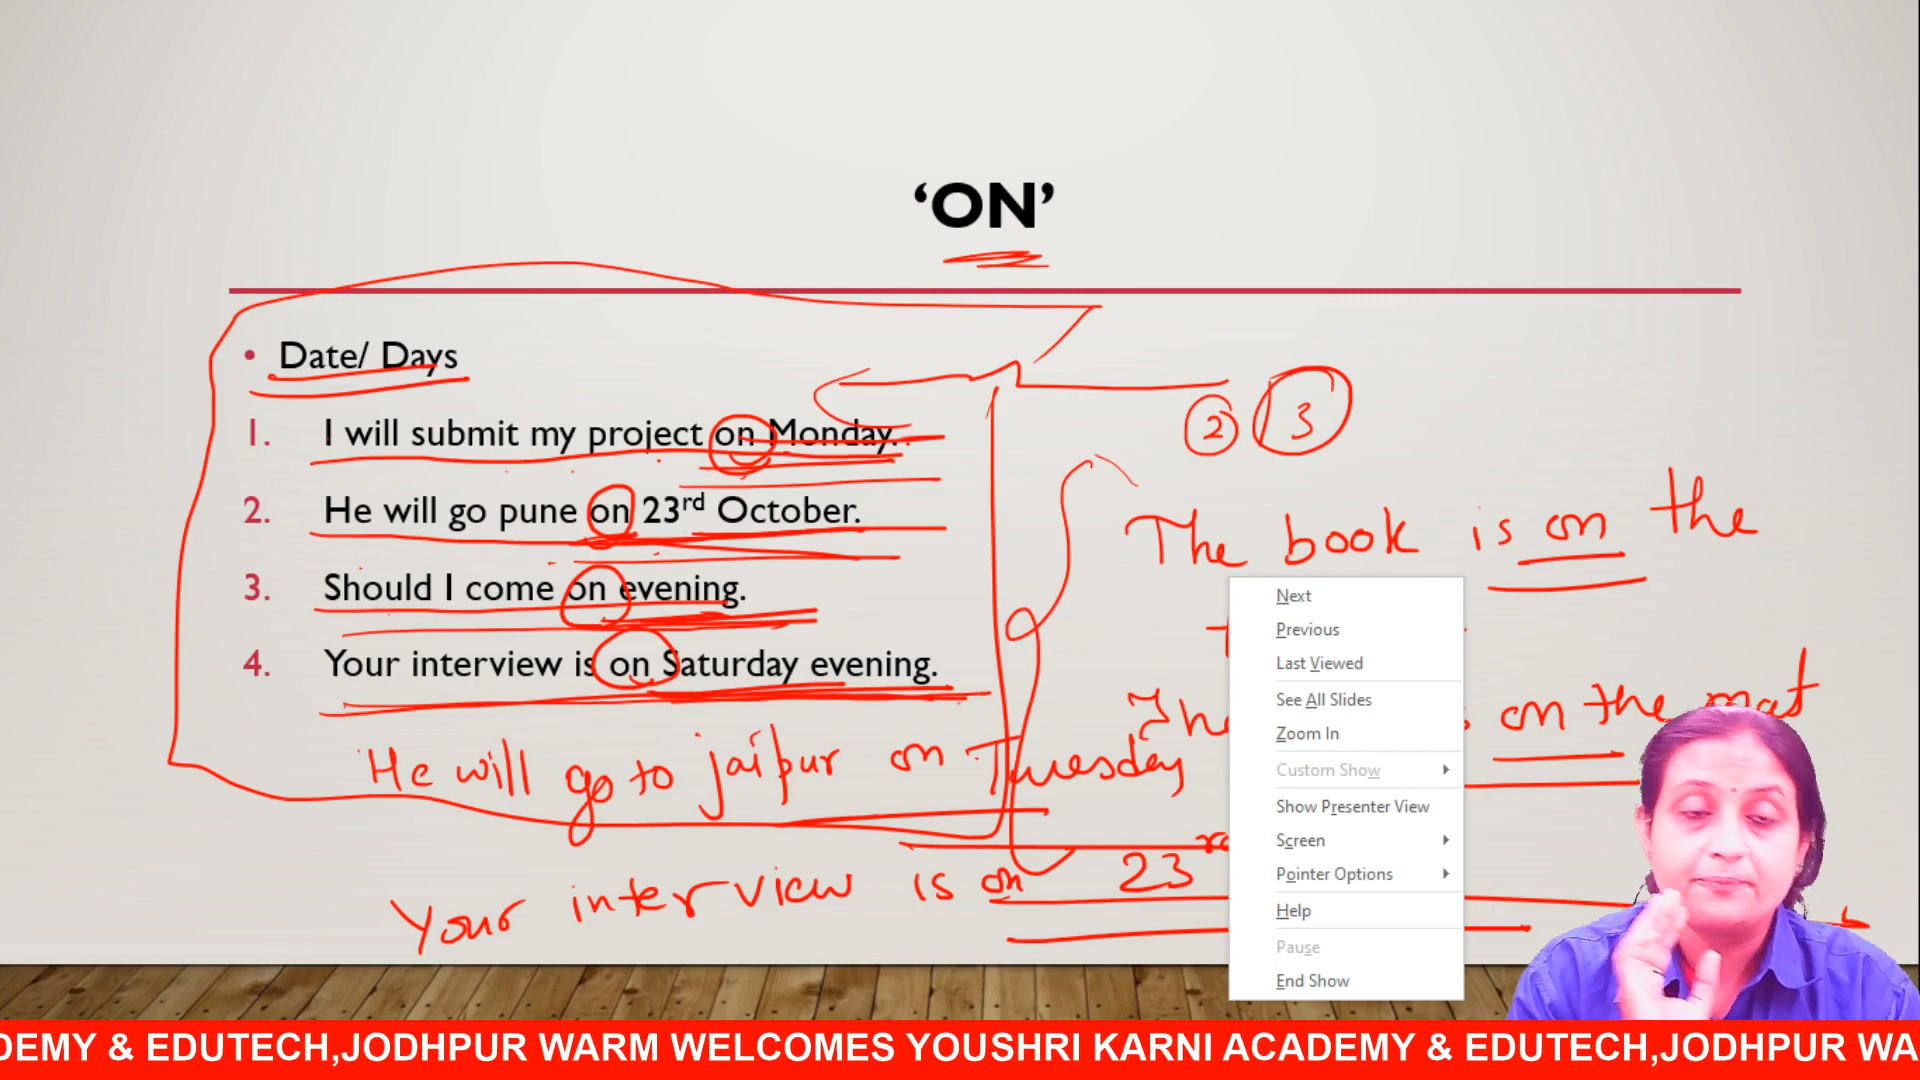 ‘ON’
• Date/ Days
1. I will submit my project on Monday.
2. He will go pune on 23rd October.
3. Should I come on evening.
4. Your interview is on Saturday evening.
He will go to jaipur on Tuesday
Your interview is on 23
2 3
The book is on the
The on the mat
Next
Previous
Last Viewed
See All Slides
Zoom In
Custom Show
Show Presenter View
Screen
Pointer Options
Help
Pause
End Show
DEMY & EDUTECH,JODHPUR WARM WELCOMES YOUSHRI KARNI ACADEMY & EDUTECH,JODHPUR WA